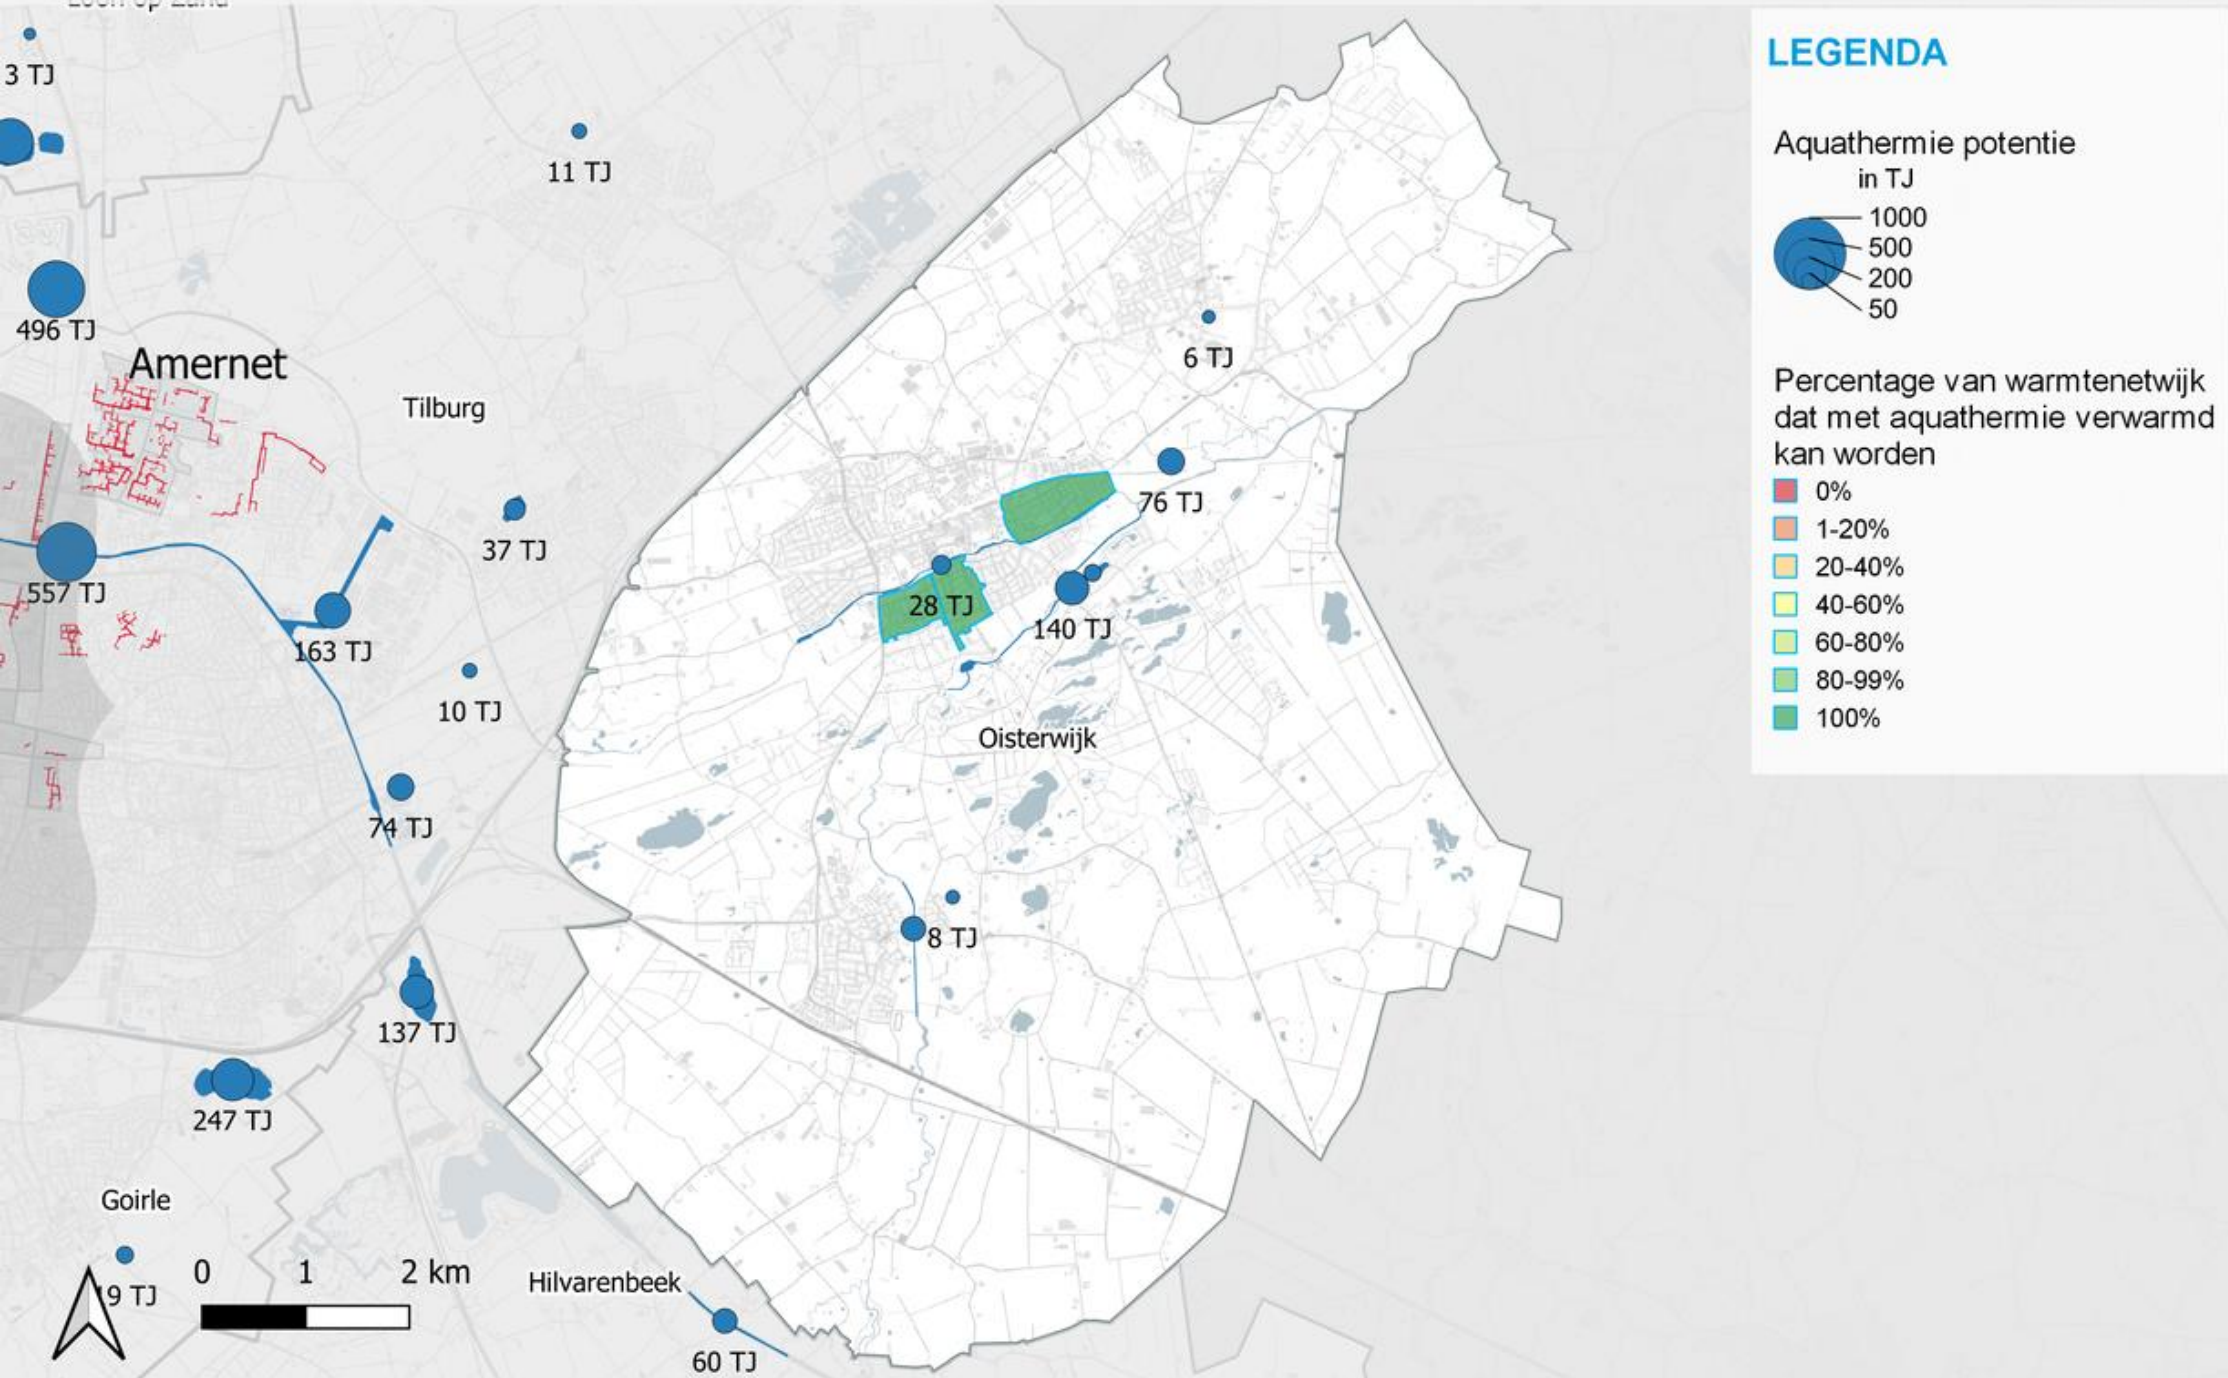 LEGENDA
Aquathermie potentie
in TJ
1000
500
200
50
Percentage van warmtenetwijk
dat met aquathermie verwarmd
kan worden
0%
1-20%
20-40%
40-60%
60-80%
80-99%
100%
3 TJ
11 TJ
496 TJ
Amernet
6 TJ
Tilburg
76 TJ
37 TJ
557 TJ
28 TJ
140 TJ
163 TJ
10 TJ
Oisterwijk
74 TJ
8 TJ
137 TJ
247 TJ
Goirle
0 1 2 km
Hilvarenbeek
9 TJ
60 TJ